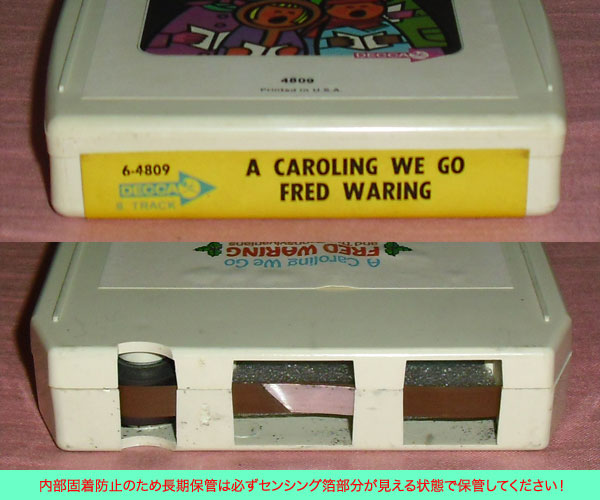 DECCA
4809
Printed in U.S.A.
6-4809
DECCA
8 TRACK
A CAROLING WE GO
FRED WARING
A Caroling We Go
FRED WARING
内部固着防止のため長期保管は必ずセンシング箔部分が見える状態で保管してください!